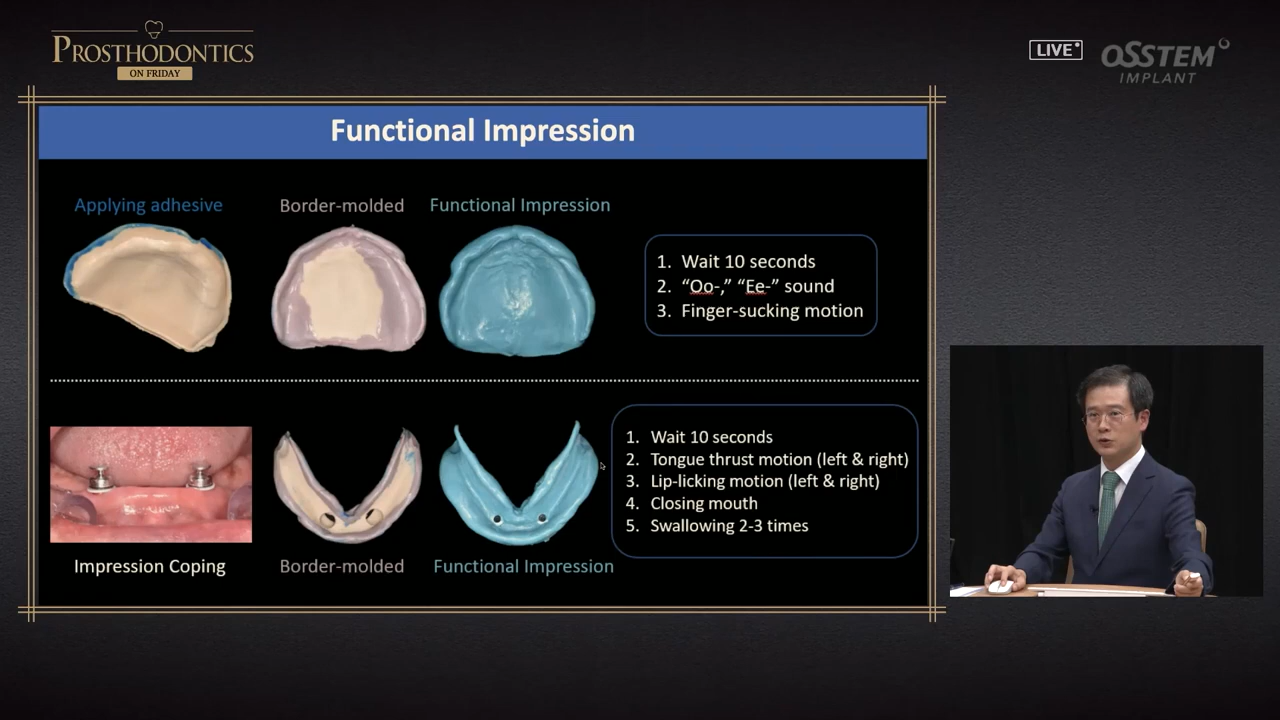 PROSTHODONTICS
ON FRIDAY
LIVE
OSSTEM
IMPLANT
Functional Impression
Applying adhesive
Border-molded
Functional Impression
1. Wait 10 seconds
2. “Oo-,” “Ee-” sound
3. Finger-sucking motion
1. Wait 10 seconds
2. Tongue thrust motion (left & right)
3. Lip-licking motion (left & right)
4. Closing mouth
5. Swallowing 2-3 times
Impression Coping
Border-molded
Functional Impression